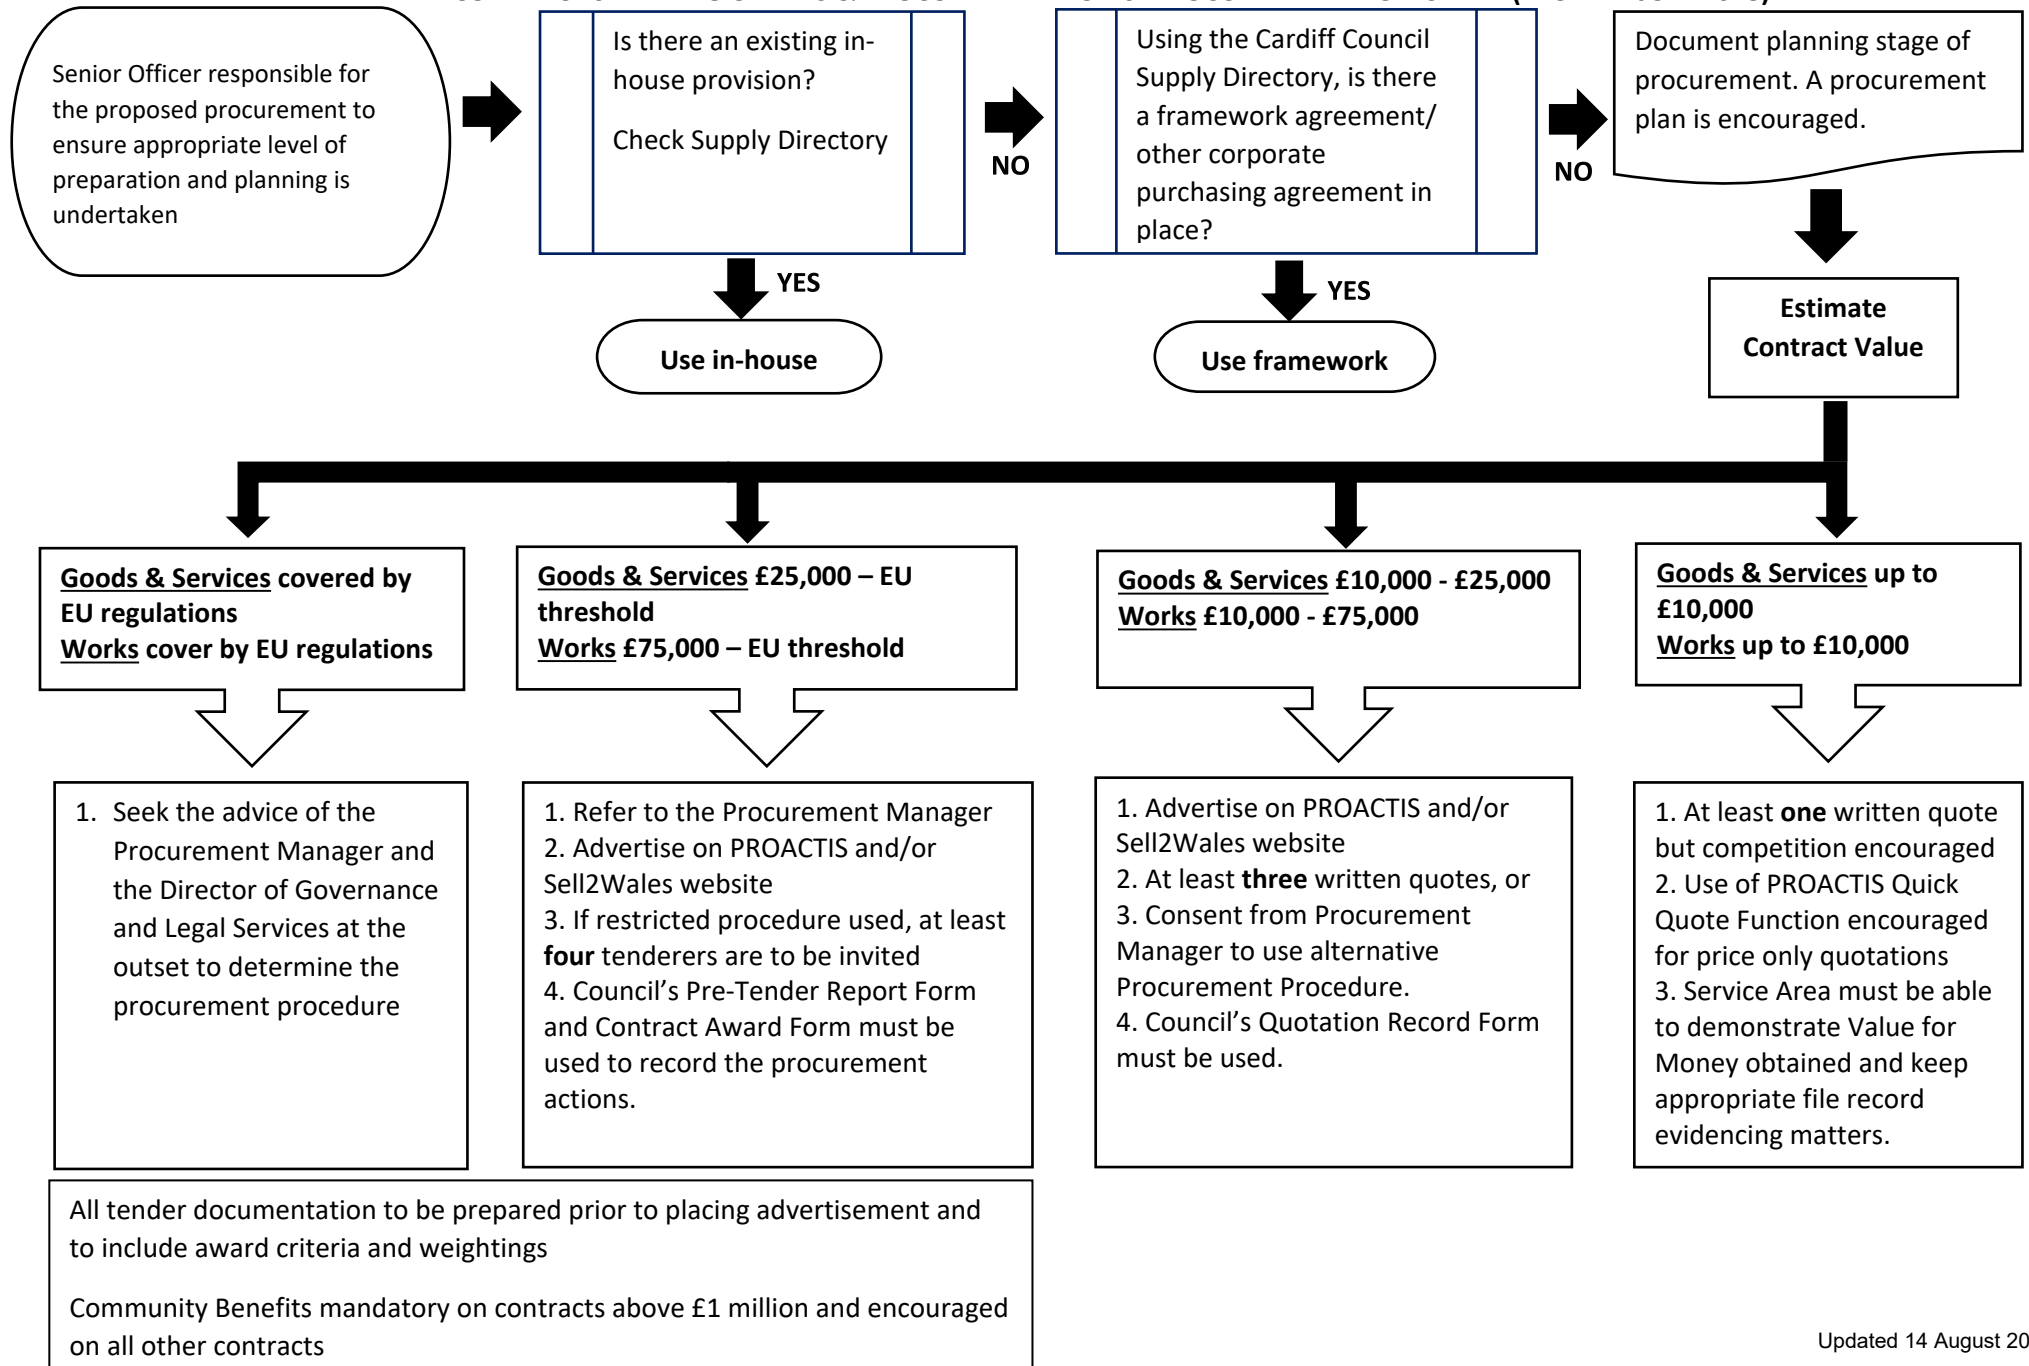 Senior Officer responsible for
the proposed procurement to
ensure appropriate level of
preparation and planning is
undertaken
Is there an existing in-
house provision?
Check Supply Directory
NO
YES
Use in-house
Using the Cardiff Council
Supply Directory, is there
a framework agreement/
other corporate
purchasing agreement in
place?
NO
YES
Use framework
Document planning stage of
procurement. A procurement
plan is encouraged.
Estimate
Contract Value
Goods & Services covered by
EU regulations
Works cover by EU regulations
1. Seek the advice of the
Procurement Manager and
the Director of Governance
and Legal Services at the
outset to determine the
procurement procedure
Goods & Services £25,000 – EU
threshold
Works £75,000 – EU threshold
1. Refer to the Procurement Manager
2. Advertise on PROACTIS and/or
Sell2Wales website
3. If restricted procedure used, at least
four tenderers are to be invited
4. Council’s Pre-Tender Report Form
and Contract Award Form must be
used to record the procurement
actions.
Goods & Services £10,000 - £25,000
Works £10,000 - £75,000
1. Advertise on PROACTIS and/or
Sell2Wales website
2. At least three written quotes, or
3. Consent from Procurement
Manager to use alternative
Procurement Procedure.
4. Council’s Quotation Record Form
must be used.
Goods & Services up to
£10,000
Works up to £10,000
1. At least one written quote
but competition encouraged
2. Use of PROACTIS Quick
Quote Function encouraged
for price only quotations
3. Service Area must be able
to demonstrate Value for
Money obtained and keep
appropriate file record
evidencing matters.
All tender documentation to be prepared prior to placing advertisement and
to include award criteria and weightings
Community Benefits mandatory on contracts above £1 million and encouraged
on all other contracts
Updated 14 August 20